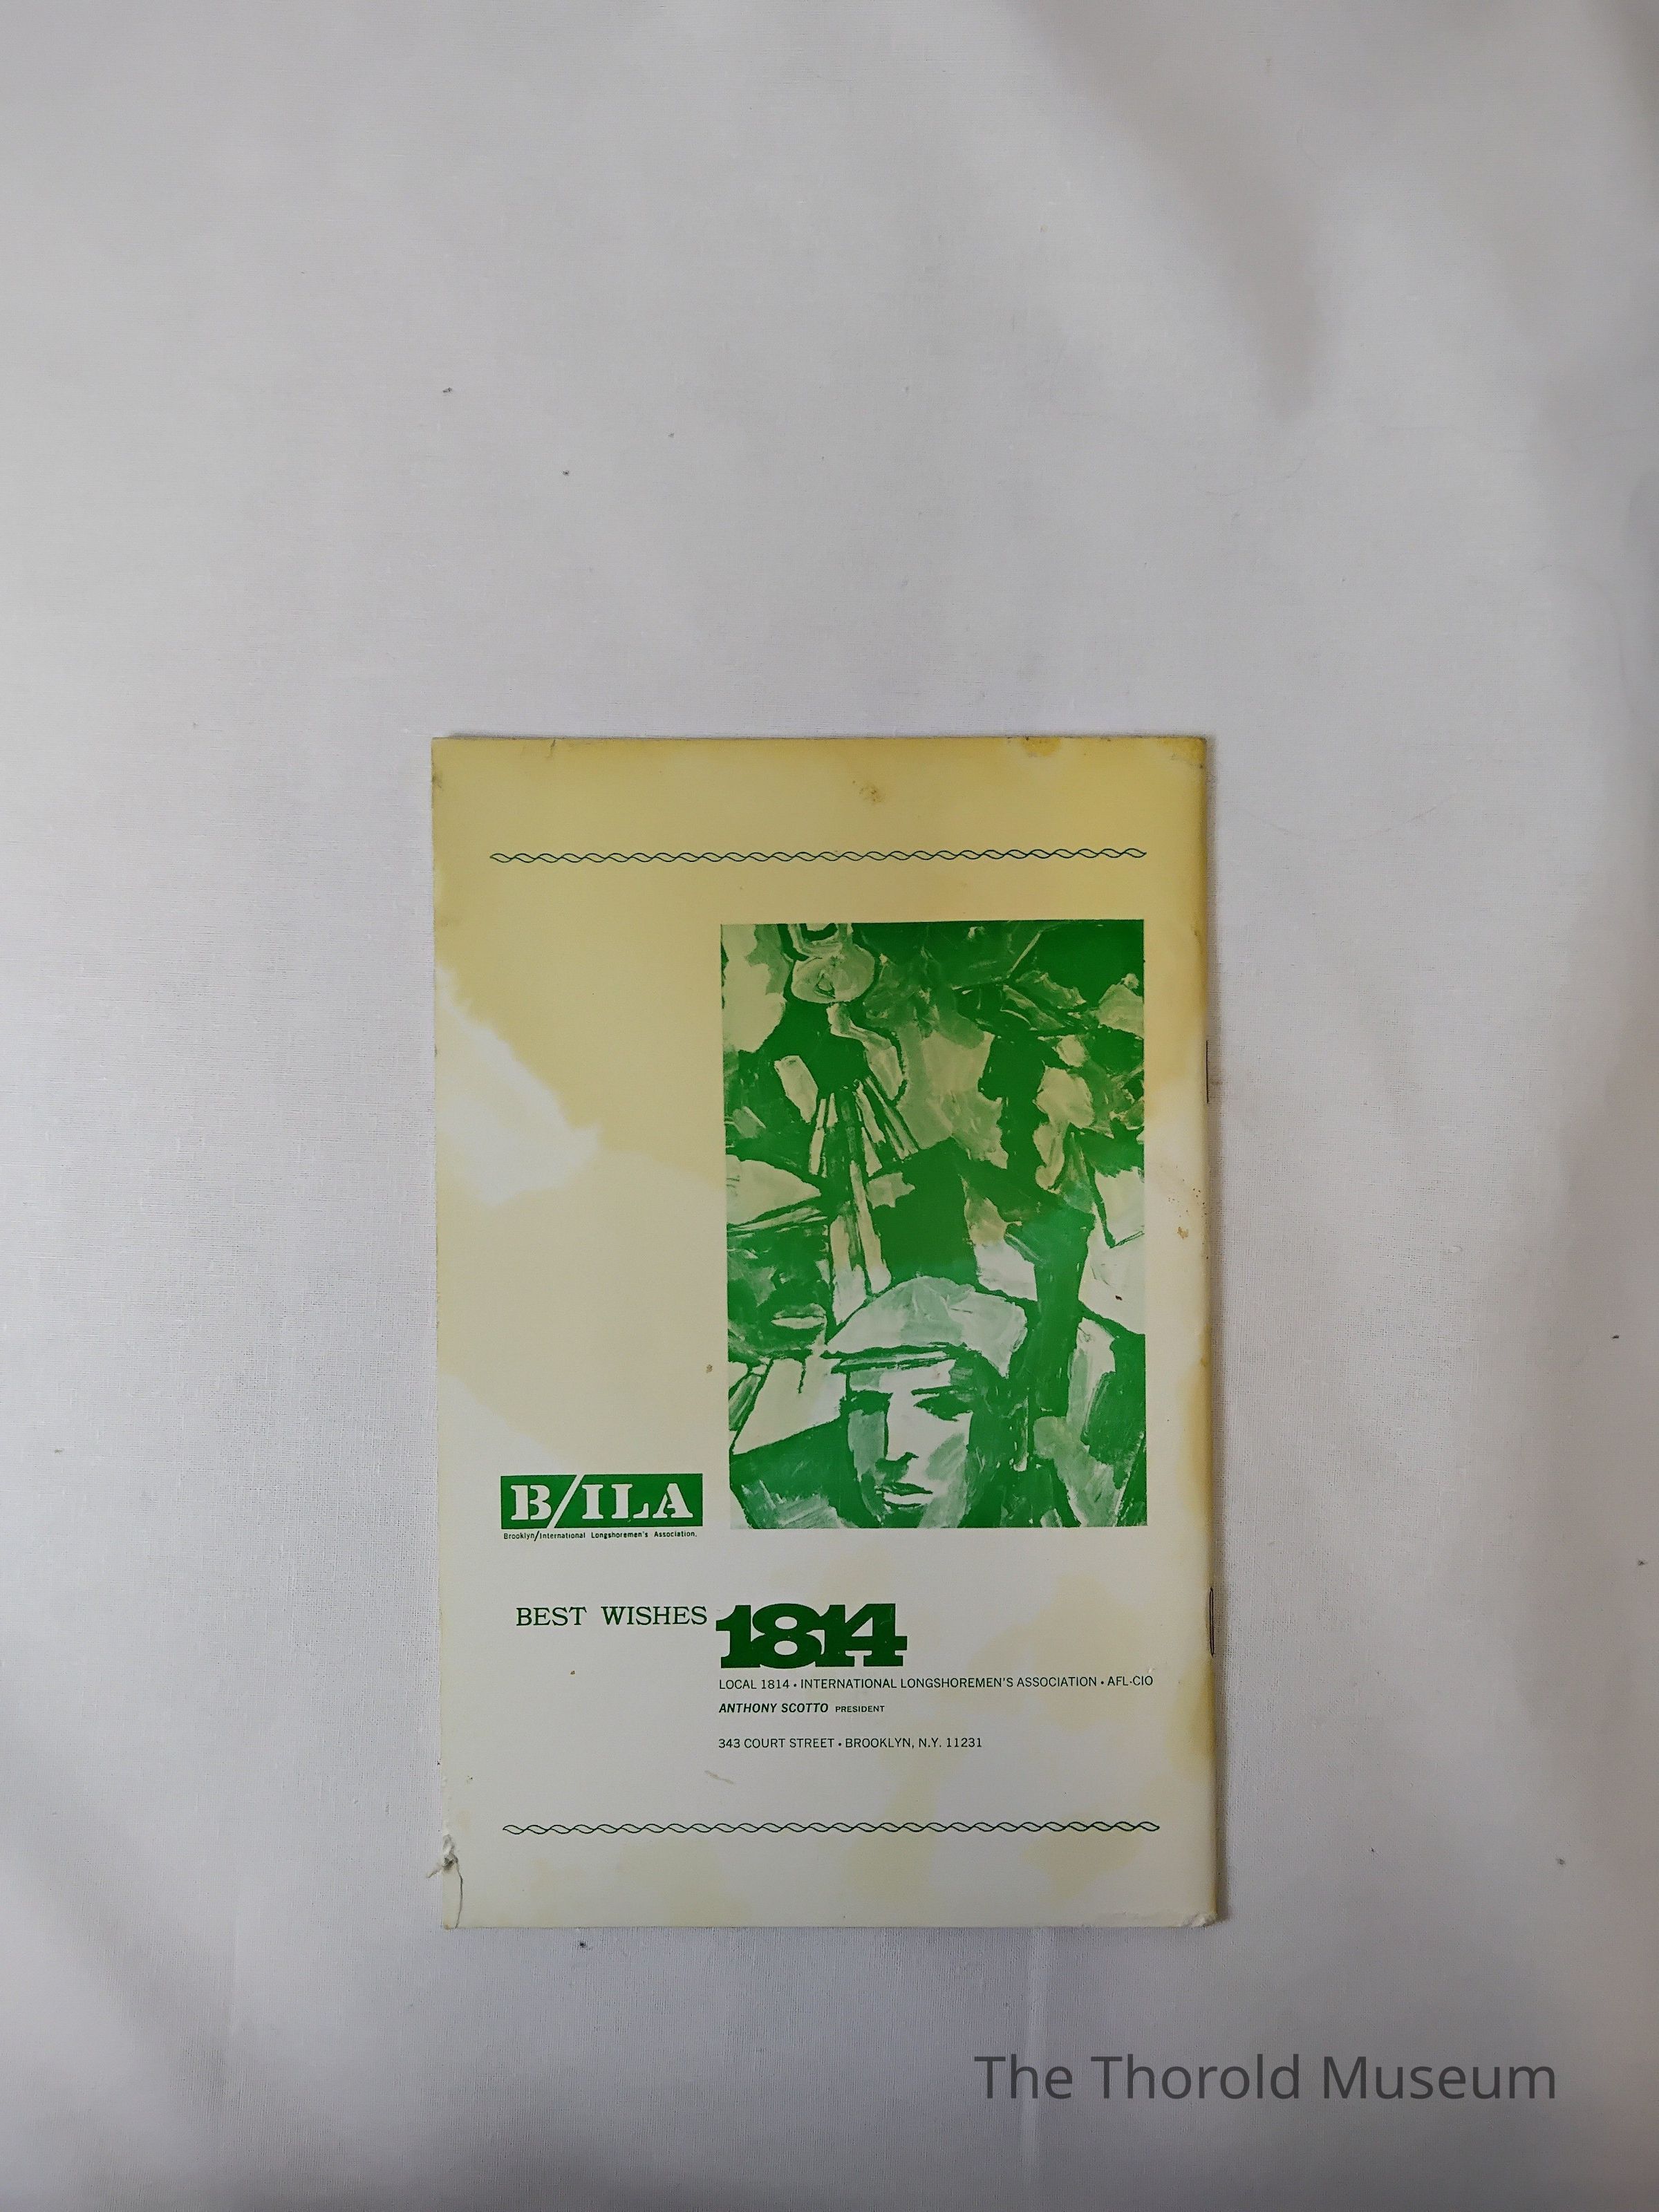 B/ILA
Brooklyn/International Longshoremen's Association.
BEST WISHES 1814
LOCAL 1814 • INTERNATIONAL LONGSHOREMEN'S ASSOCIATION • AFL-CIO
ANTHONY SCOTTO PRESIDENT
343 COURT STREET • BROOKLYN, N.Y. 11231
The Thorold Museum